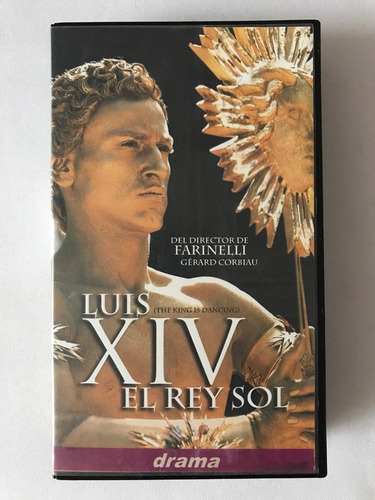 DEL DIRECTOR DE
FARINELLI
GÉRARD CORBIAU
LUIS (THE KING IS DANCING)
XIV
EL REY SOL
drama